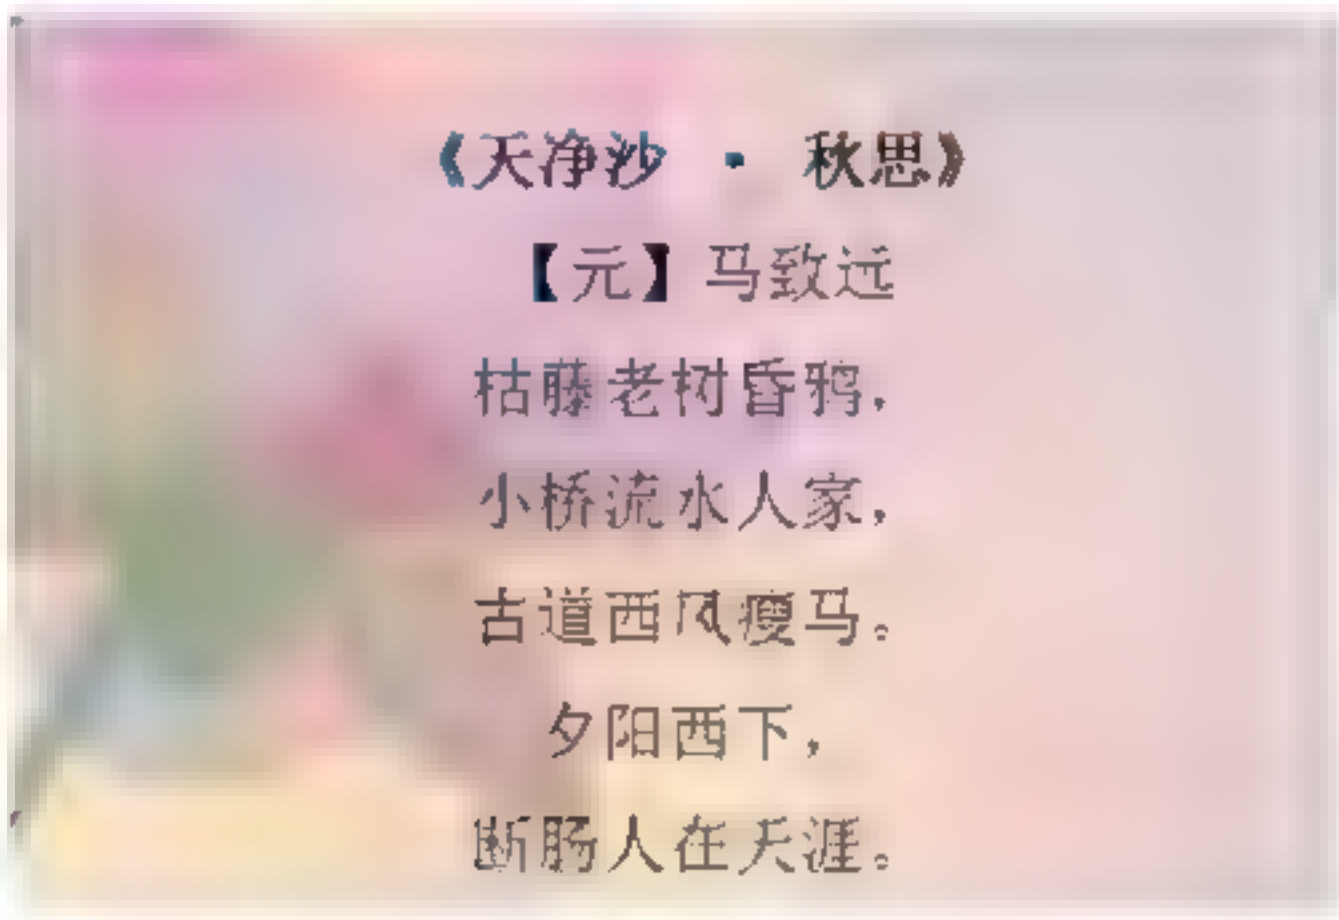 《天净沙 · 秋思》
【元】马致远
枯藤老树昏鸦,
小桥流水人家,
古道西风瘦马。
夕阳西下,
断肠人在天涯。